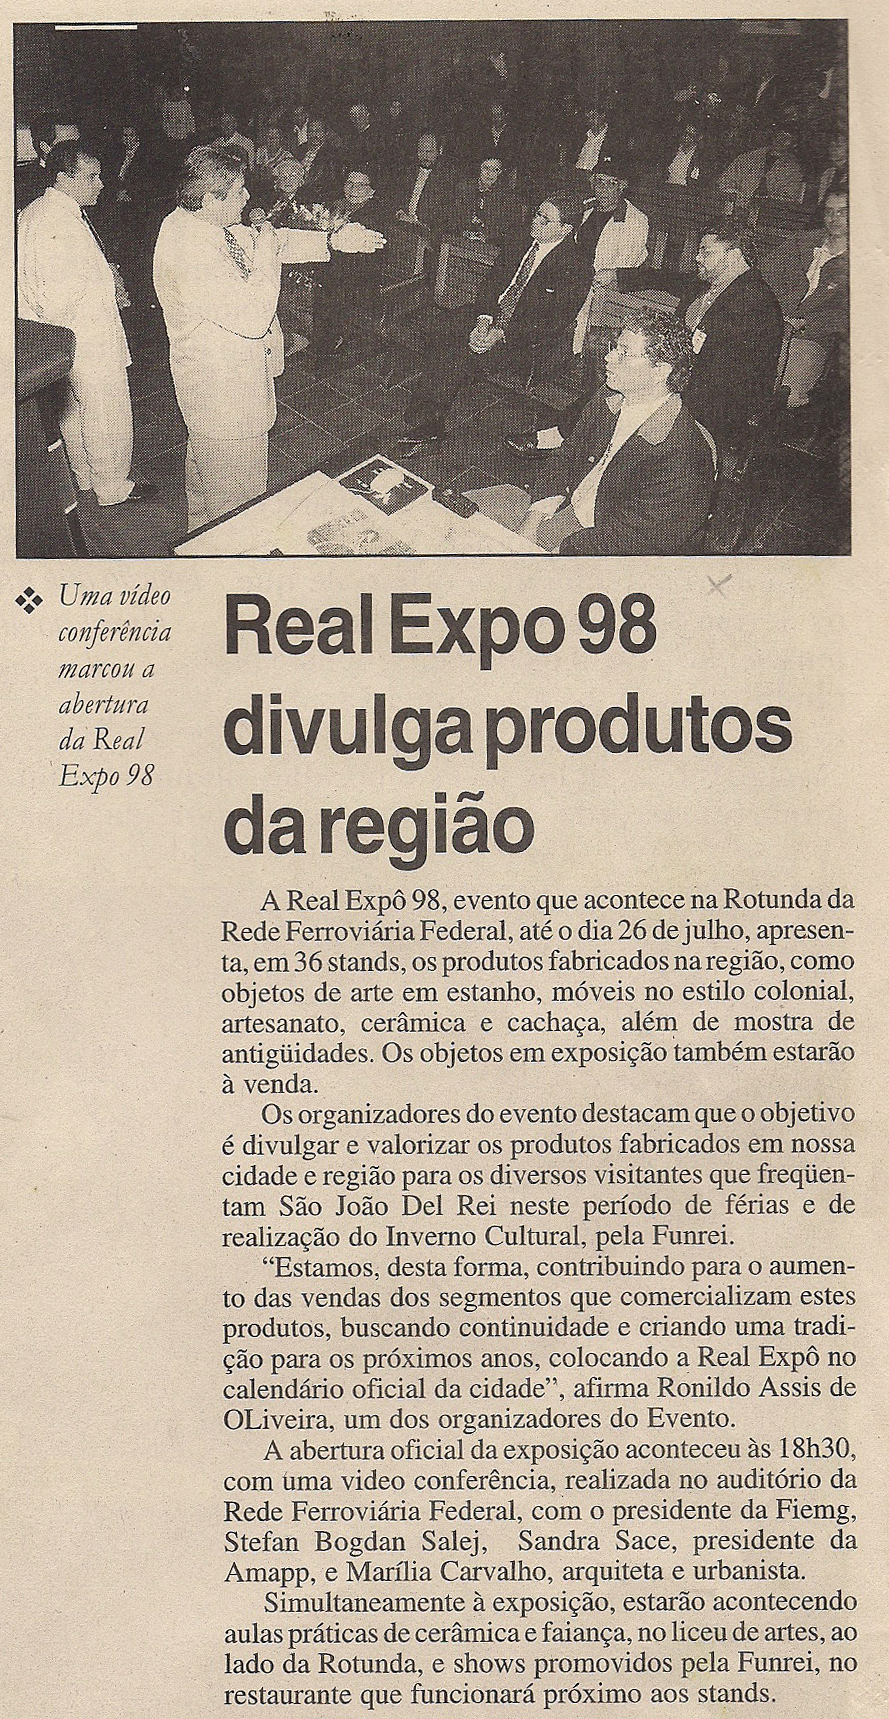 Uma vídeo
conferência
marcou a
abertura
da Real
Expo 98
Real Expo 98
divulga produtos
da região
A Real Expô 98, evento que acontece na Rotunda da
Rede Ferroviária Federal, até o dia 26 de julho, apresen-
ta, em 36 stands, os produtos fabricados na região, como
objetos de arte em estanho, móveis no estilo colonial,
artesanato, cerâmica e cachaça, além de mostra de
antigüidades. Os objetos em exposição também estarão
à venda.
Os organizadores do evento destacam que o objetivo
é divulgar e valorizar os produtos fabricados em nossa
cidade e região para os diversos visitantes que freqüen-
tam São João Del Rei neste período de férias e de
realização do Inverno Cultural, pela Funrei.
“Estamos, desta forma, contribuindo para o aumen-
to das vendas dos segmentos que comercializam estes
produtos, buscando continuidade e criando uma tradi-
ção para os próximos anos, colocando a Real Expô no
calendário oficial da cidade”, afirma Ronildo Assis de
OLiveira, um dos organizadores do Evento.
A abertura oficial da exposição aconteceu às 18h30,
com uma video conferência, realizada no auditório da
Rede Ferroviária Federal, com o presidente da Fiemg,
Stefan Bogdan Salej, Sandra Sace, presidente da
Amapp, e Marília Carvalho, arquiteta e urbanista.
Simultaneamente à exposição, estarão acontecendo
aulas práticas de cerâmica e faiança, no liceu de artes, ao
lado da Rotunda, e shows promovidos pela Funrei, no
restaurante que funcionará próximo aos stands.